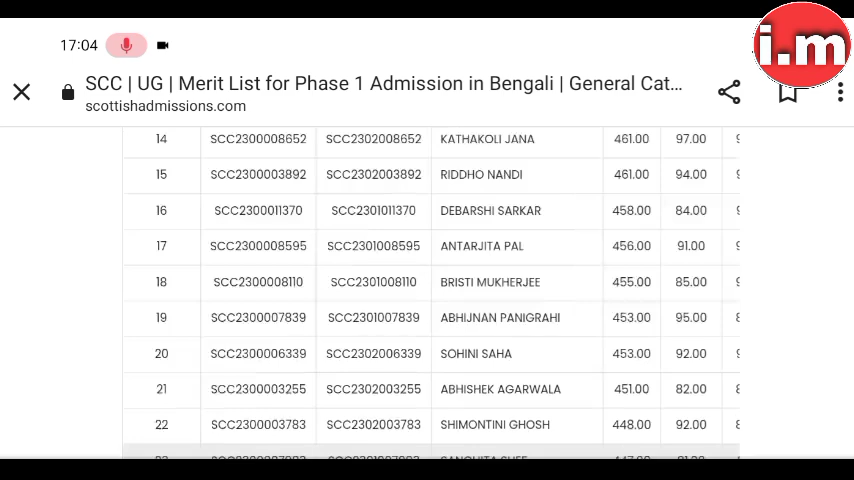 17:04
i.m
SCC | UG | Merit List for Phase 1 Admission in Bengali | General Cat...
scottishadmissions.com
14 SCC2300008652 SCC2302008652 KATHAKOLI JANA 461.00 97.00
15 SCC2300003892 SCC2302003892 RIDDHO NANDI 461.00 94.00
16 SCC2300011370 SCC2301011370 DEBARSHI SARKAR 458.00 84.00
17 SCC2300008595 SCC2301008595 ANTARJITA PAL 456.00 91.00
18 SCC2300008110 SCC2301008110 BRISTI MUKHERJEE 455.00 85.00
19 SCC2300007839 SCC2301007839 ABHIJNAN PANIGRAHI 453.00 95.00
20 SCC2300006339 SCC2302006339 SOHINI SAHA 453.00 92.00
21 SCC2300003255 SCC2302003255 ABHISHEK AGARWALA 451.00 82.00
22 SCC2300003783 SCC2302003783 SHIMONTINI GHOSH 448.00 92.00